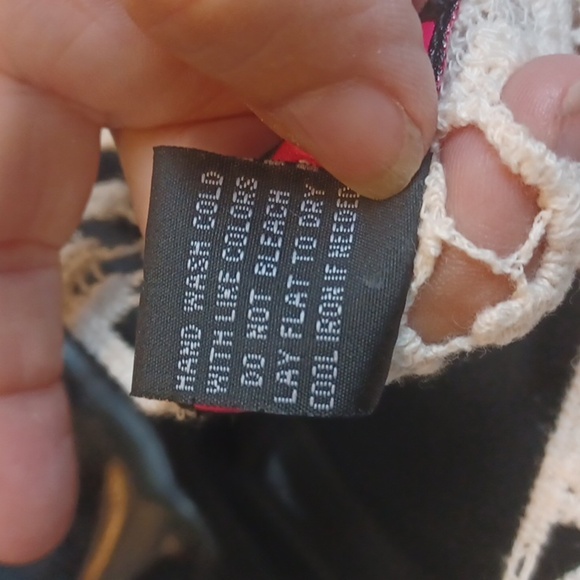 HAND WASH COLD
WITH LIKE COLORS
DO NOT BLEACH
LAY FLAT TO DRY
COOL IRON IF NEEDED